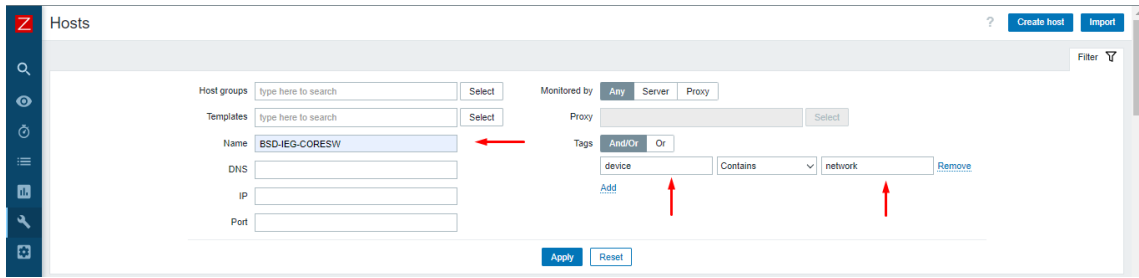 Z Hosts ? Create host Import
Filter
Host groups type here to search Select Monitored by Any Server Proxy
Templates type here to search Select Proxy Select
Name BSD-IEG-CORESW Tags And/Or Or
DNS device Contains network Remove
IP Add
Port
Apply Reset